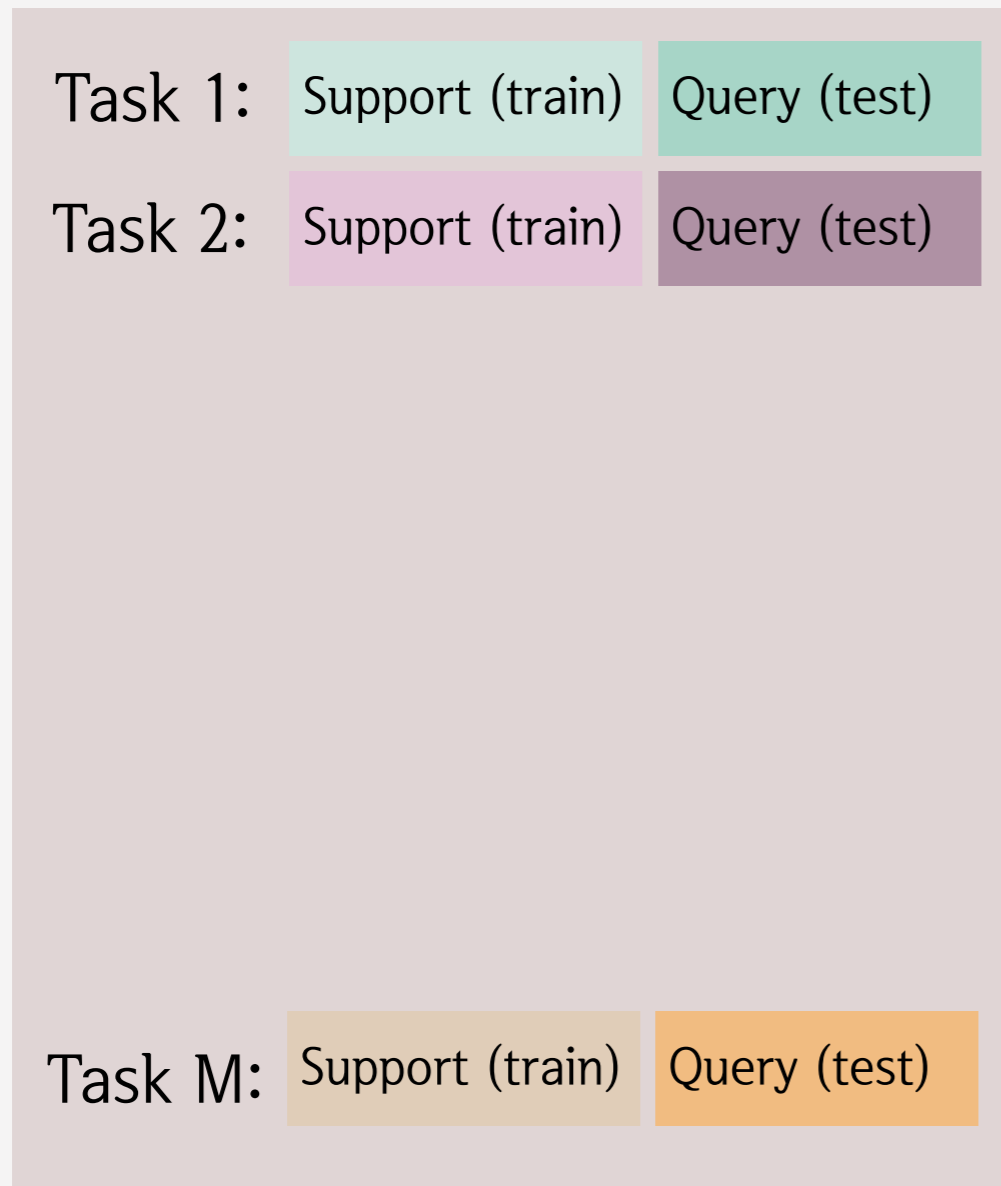 Task 1: Support (train) Query (test)
Task 2: Support (train) Query (test)
Task M: Support (train) Query (test)